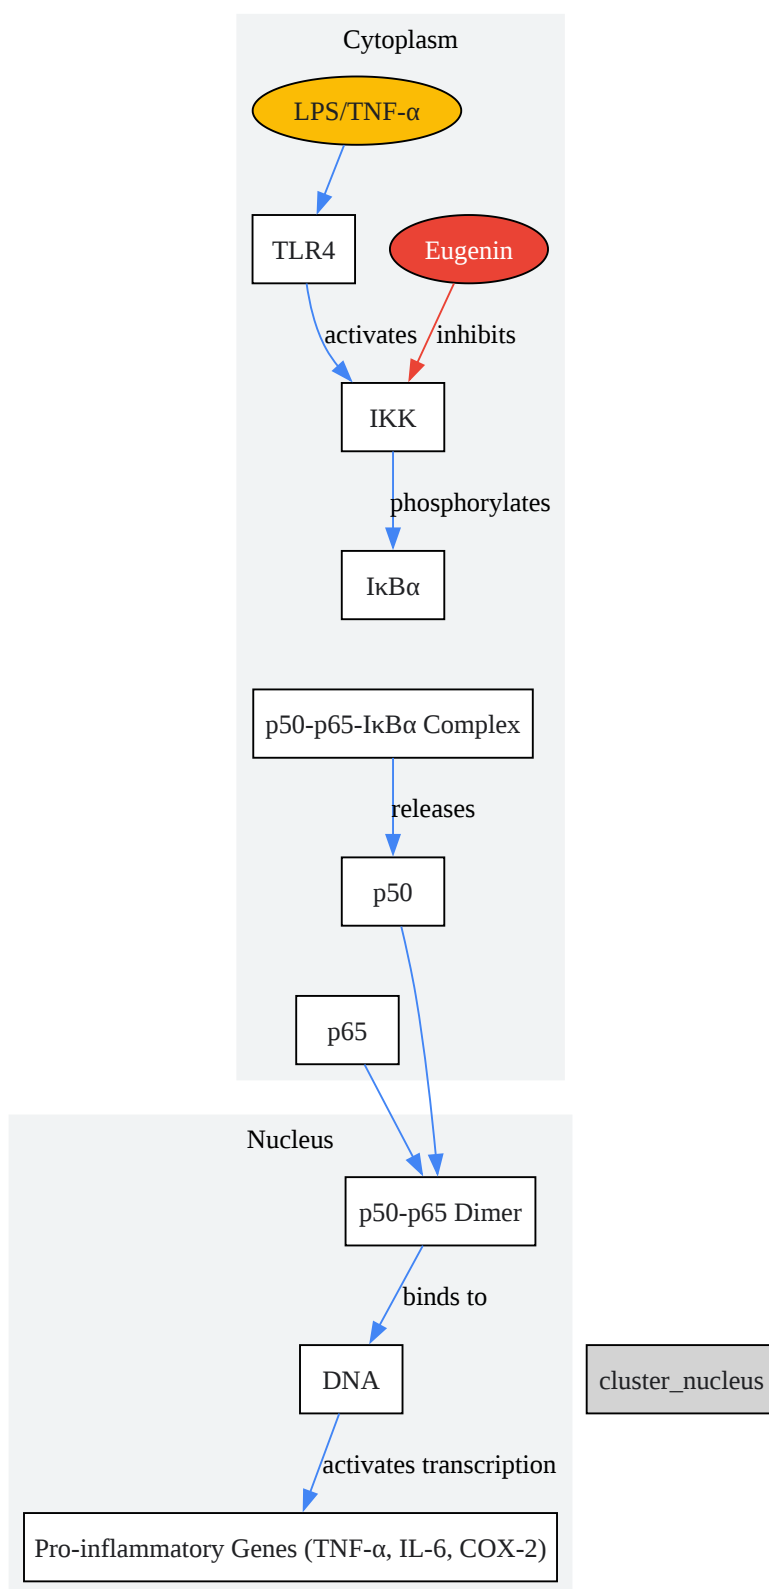 Cytoplasm
LPS/TNF-α
TLR4
Eugenin
activates
inhibits
IKK
phosphorylates
IκBα
p50-p65-IκBα Complex
releases
p50
p65
Nucleus
p50-p65 Dimer
binds to
DNA
cluster_nucleus
activates transcription
Pro-inflammatory Genes (TNF-α, IL-6, COX-2)